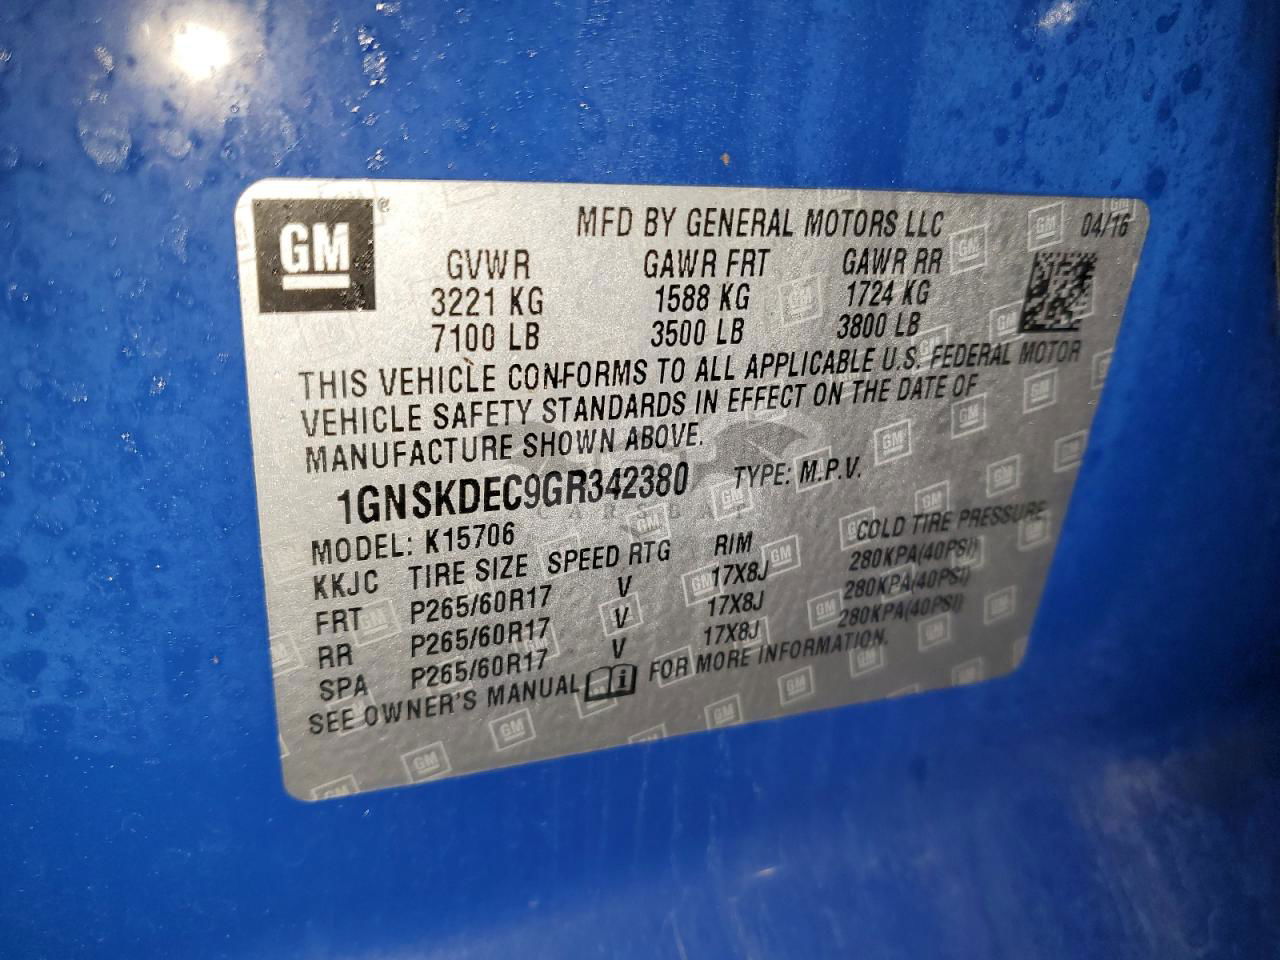 GM® MFD BY GENERAL MOTORS LLC 04/16
GVWR GAWR FRT GAWR RR
3221 KG 1588 KG 1724 KG
7100 LB 3500 LB 3800 LB
THIS VEHICLE CONFORMS TO ALL APPLICABLE U.S. FEDERAL MOTOR
VEHICLE SAFETY STANDARDS IN EFFECT ON THE DATE OF
MANUFACTURE SHOWN ABOVE.
1GNSKDEC9GR342380 TYPE: M.P.V.
MODEL: K15706
KKJC TIRE SIZE SPEED RTG RIM COLD TIRE PRESSURE
FRT P265/60R17 V 17X8J 280KPA(40PSI)
RR P265/60R17 V 17X8J 280KPA(40PSI)
SPA P265/60R17 V 17X8J 280KPA(40PSI)
SEE OWNER'S MANUAL i FOR MORE INFORMATION.